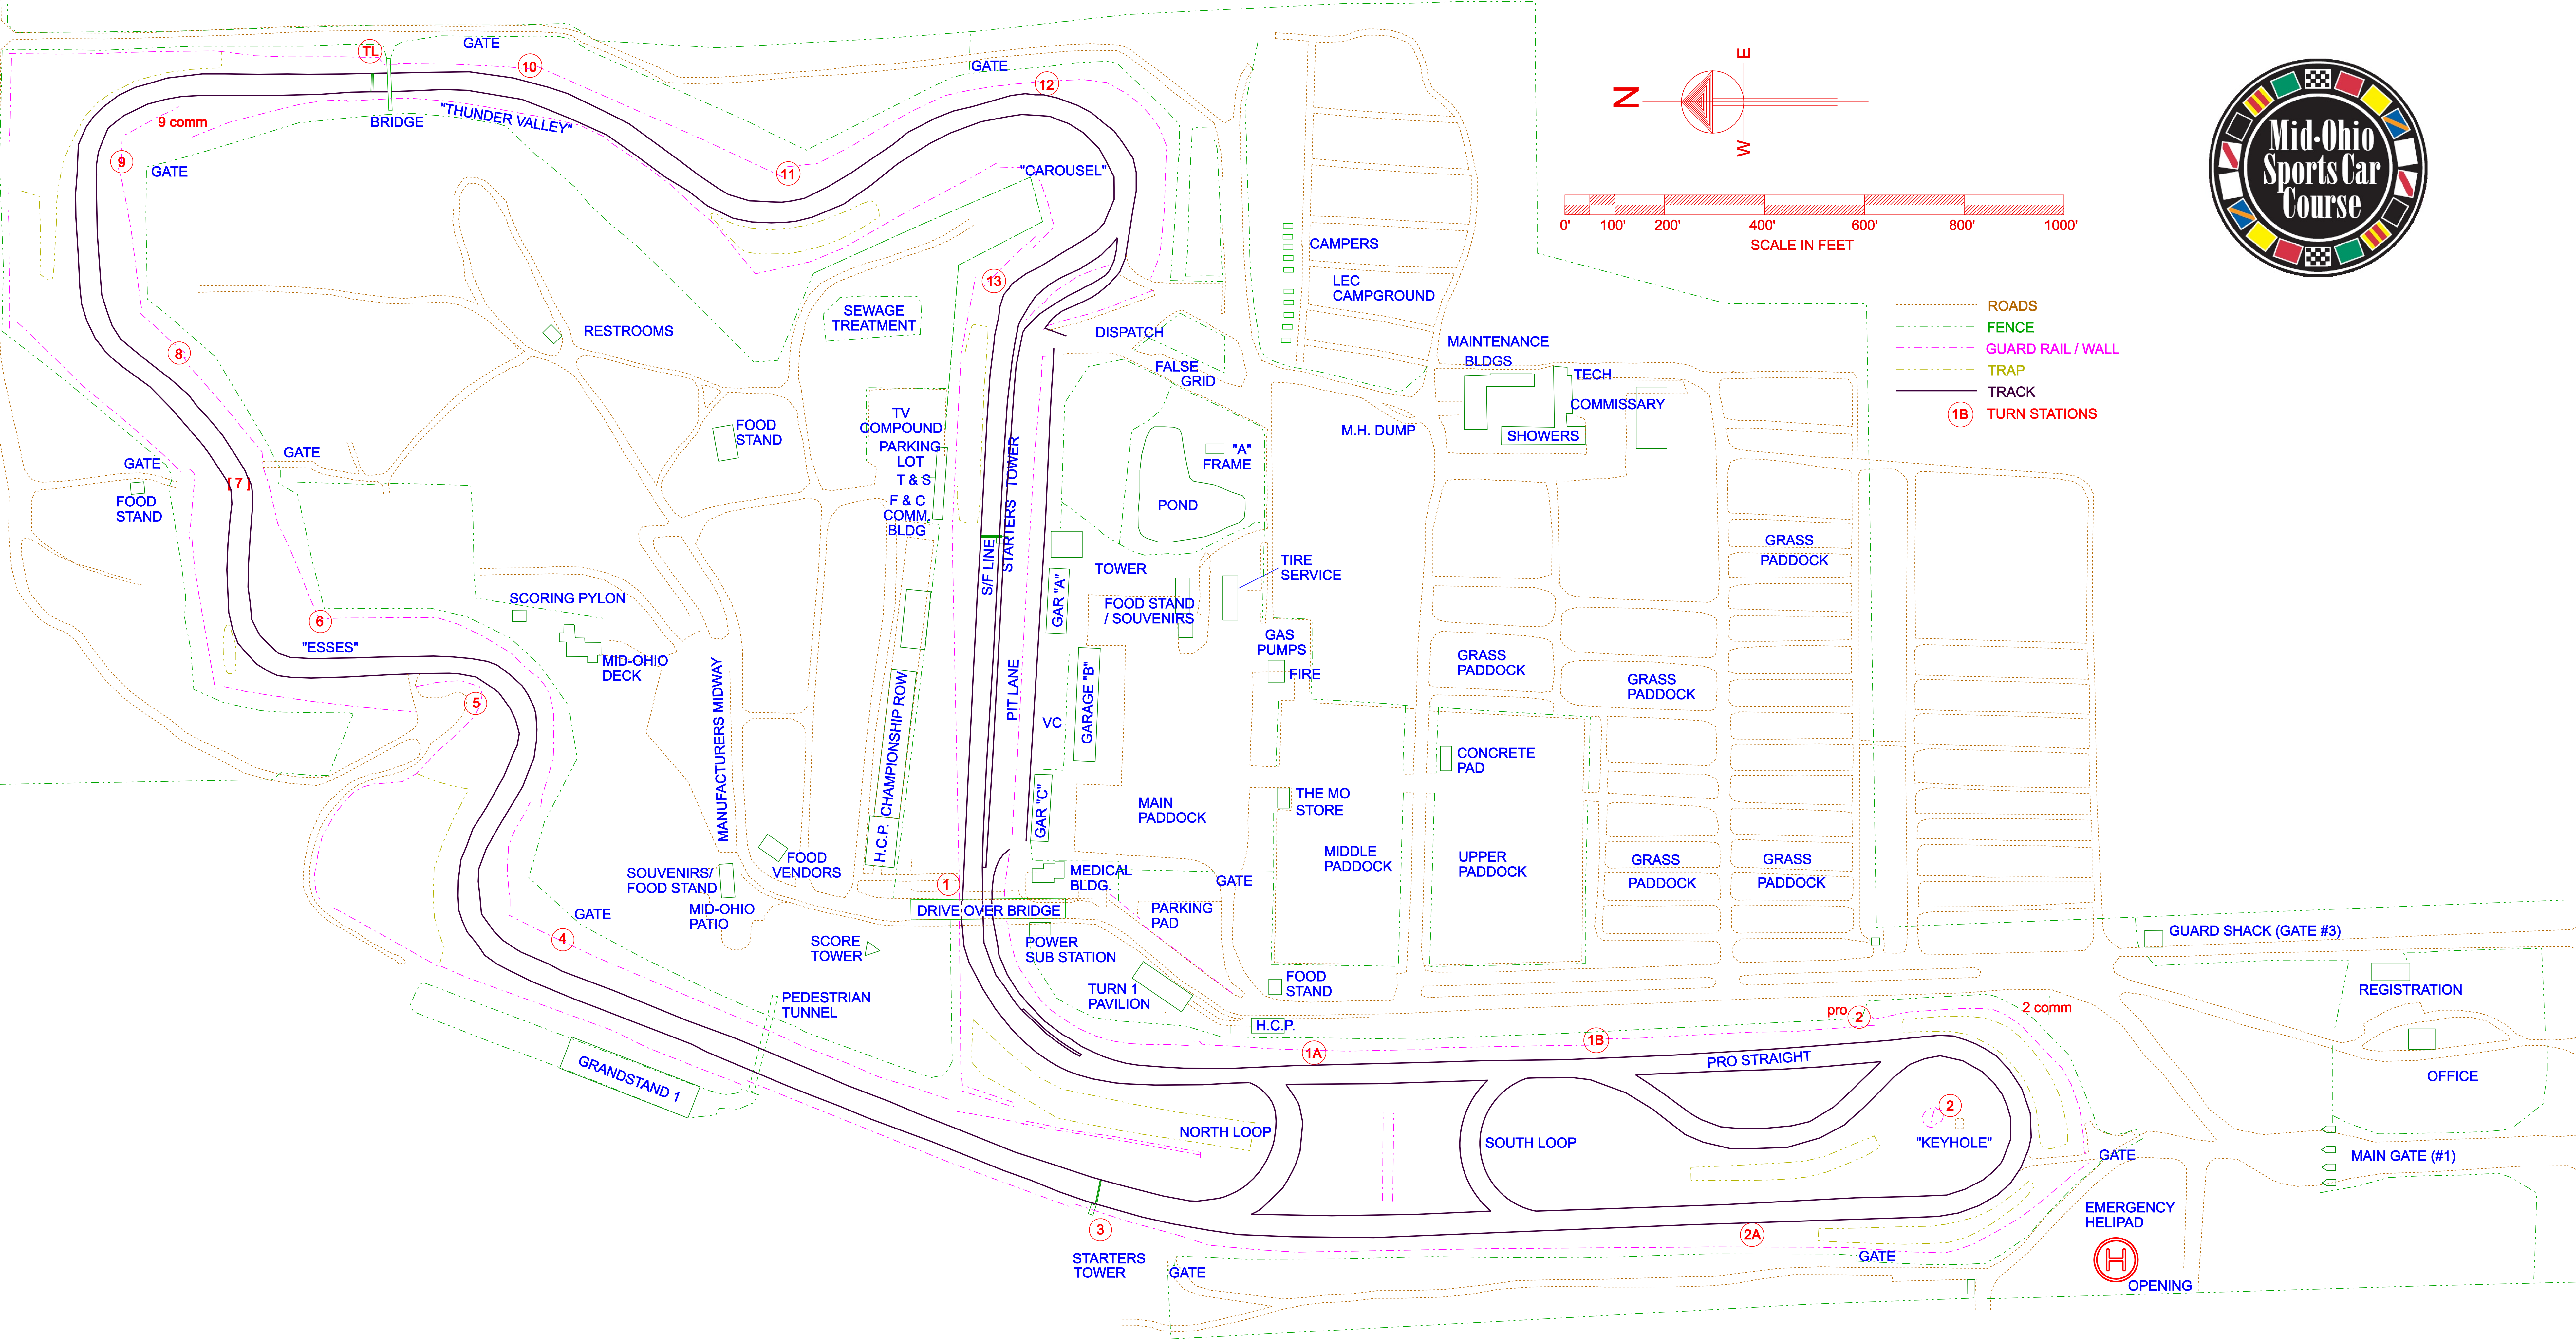 TL
GATE
10
GATE
12
E
N
W
BRIDGE
"THUNDER VALLEY"
9 comm
9
GATE
11
"CAROUSEL"
Mid-Ohio
Sports Car
Course
0' 100' 200' 400' 600' 800' 1000'
SCALE IN FEET
CAMPERS
LEC
CAMPGROUND
13
SEWAGE
TREATMENT
RESTROOMS
DISPATCH
MAINTENANCE
BLDGS
ROADS
FENCE
GUARD RAIL / WALL
TRAP
TRACK
1B TURN STATIONS
8
FALSE
GRID
TECH
COMMISSARY
SHOWERS
M.H. DUMP
TV
COMPOUND
PARKING
LOT
T & S
F & C
COMM.
BLDG
FOOD
STAND
"A"
FRAME
POND
GATE
GATE
[ 7 ]
FOOD
STAND
S/F LINE
STARTERS TOWER
TOWER
TIRE
SERVICE
GRASS
PADDOCK
GAR "A"
FOOD STAND
/ SOUVENIRS
SCORING PYLON
6
"ESSES"
MID-OHIO
DECK
GAS
PUMPS
FIRE
GRASS
PADDOCK
GRASS
PADDOCK
5
MANUFACTURERS MIDWAY
H.C.P. CHAMPIONSHIP ROW
PIT LANE
VC
GARAGE "B"
GAR "C"
CONCRETE
PAD
THE MO
STORE
MAIN
PADDOCK
MIDDLE
PADDOCK
UPPER
PADDOCK
GRASS
PADDOCK
GRASS
PADDOCK
FOOD
VENDORS
SOUVENIRS/
FOOD STAND
MID-OHIO
PATIO
1
MEDICAL
BLDG.
GATE
DRIVE OVER BRIDGE
PARKING
PAD
GATE
4
SCORE
TOWER
POWER
SUB STATION
GUARD SHACK (GATE #3)
REGISTRATION
PEDESTRIAN
TUNNEL
TURN 1
PAVILION
FOOD
STAND
H.C.P.
pro 2
2 comm
1A
1B
PRO STRAIGHT
GRANDSTAND 1
OFFICE
NORTH LOOP
SOUTH LOOP
2
"KEYHOLE"
GATE
MAIN GATE (#1)
3
STARTERS
TOWER
GATE
2A
GATE
EMERGENCY
HELIPAD
H
OPENING